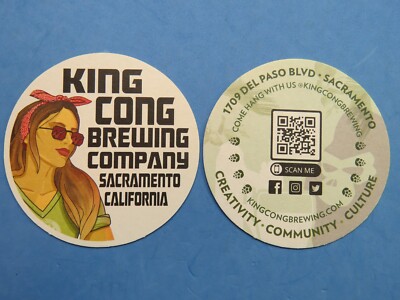 KING
CONG
BREWING
COMPANY
SACRAMENTO
CALIFORNIA
1709 DEL PASO BLVD · SACRAMENTO
COME HANG WITH US @KINGCONGBREWING
SCAN ME
KINGCONGBREWING.COM
CREATIVITY · COMMUNITY · CULTURE